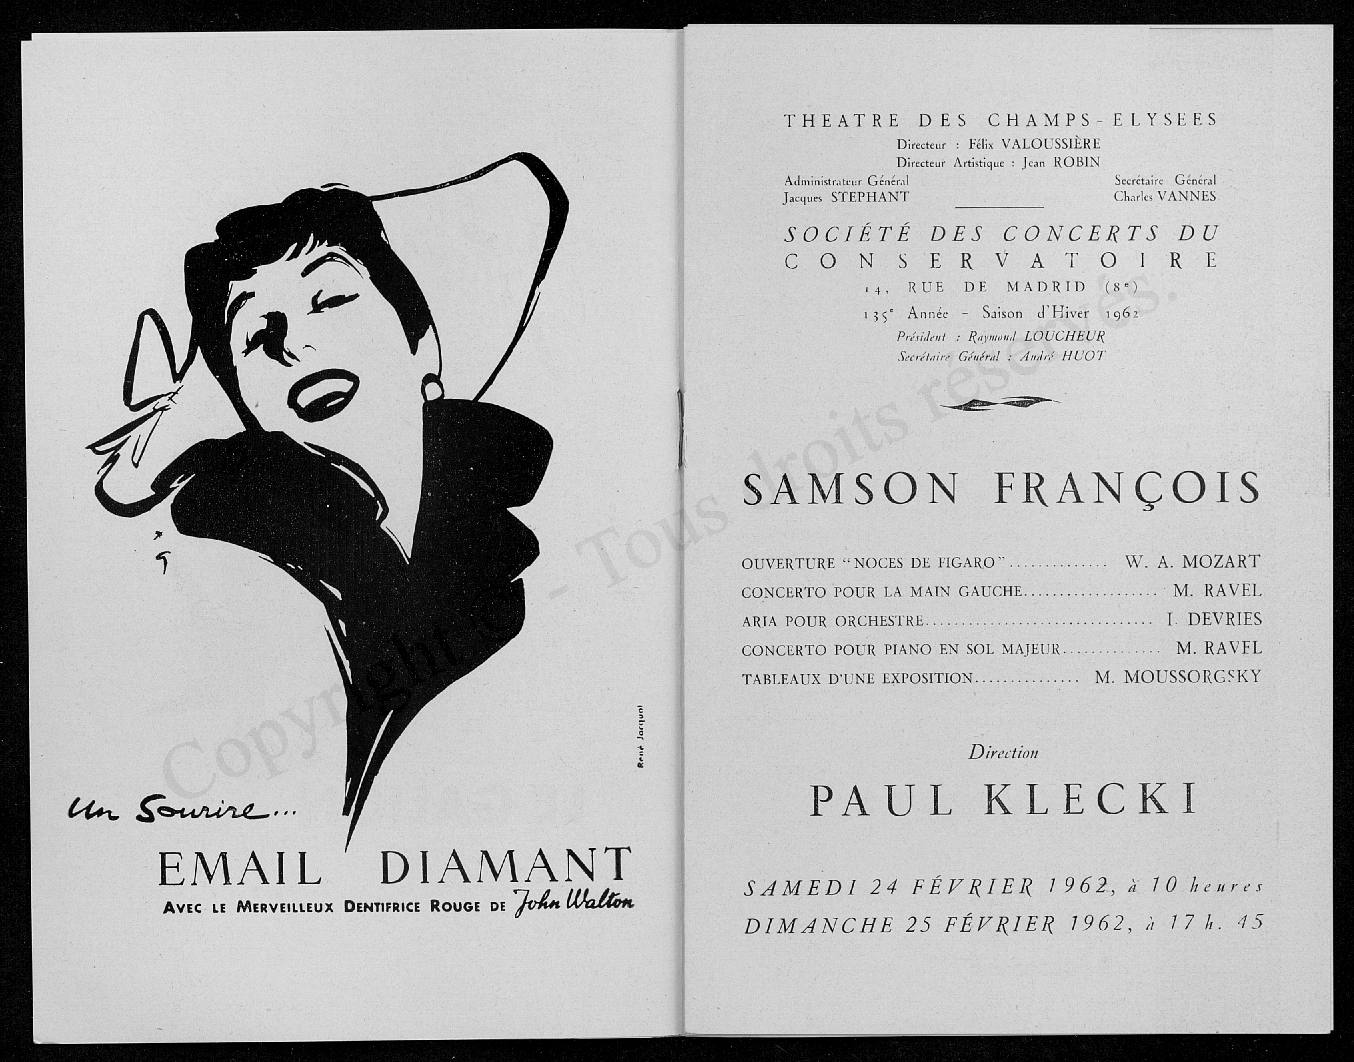 Un Sourire...
EMAIL DIAMANT
AVEC LE MERVEILLEUX DENTIFRICE ROUGE DE John Walton
René Jacquot
THEATRE DES CHAMPS-ELYSEES
Directeur : Félix VALOUSSIÈRE
Directeur Artistique : Jean ROBIN
Administrateur Général Secrétaire Général
Jacques STEPHANT Charles VANNES
SOCIÉTÉ DES CONCERTS DU
CONSERVATOIRE
14, RUE DE MADRID (8e)
135e Année - Saison d'Hiver 1962
Président : Raymond LOUCHEUR
Secrétaire Général : André HUOT
SAMSON FRANÇOIS
OUVERTURE “NOCES DE FIGARO”.............. W. A. MOZART
CONCERTO POUR LA MAIN GAUCHE................... M. RAVEL
ARIA POUR ORCHESTRE................................ I. DEVRIES
CONCERTO POUR PIANO EN SOL MAJEUR.............. M. RAVEL
TABLEAUX D'UNE EXPOSITION............... M. MOUSSORGSKY
Direction
PAUL KLECKI
SAMEDI 24 FÉVRIER 1962, à 10 heures
DIMANCHE 25 FÉVRIER 1962, à 17 h. 45
Copyright - Tous droits réservés.